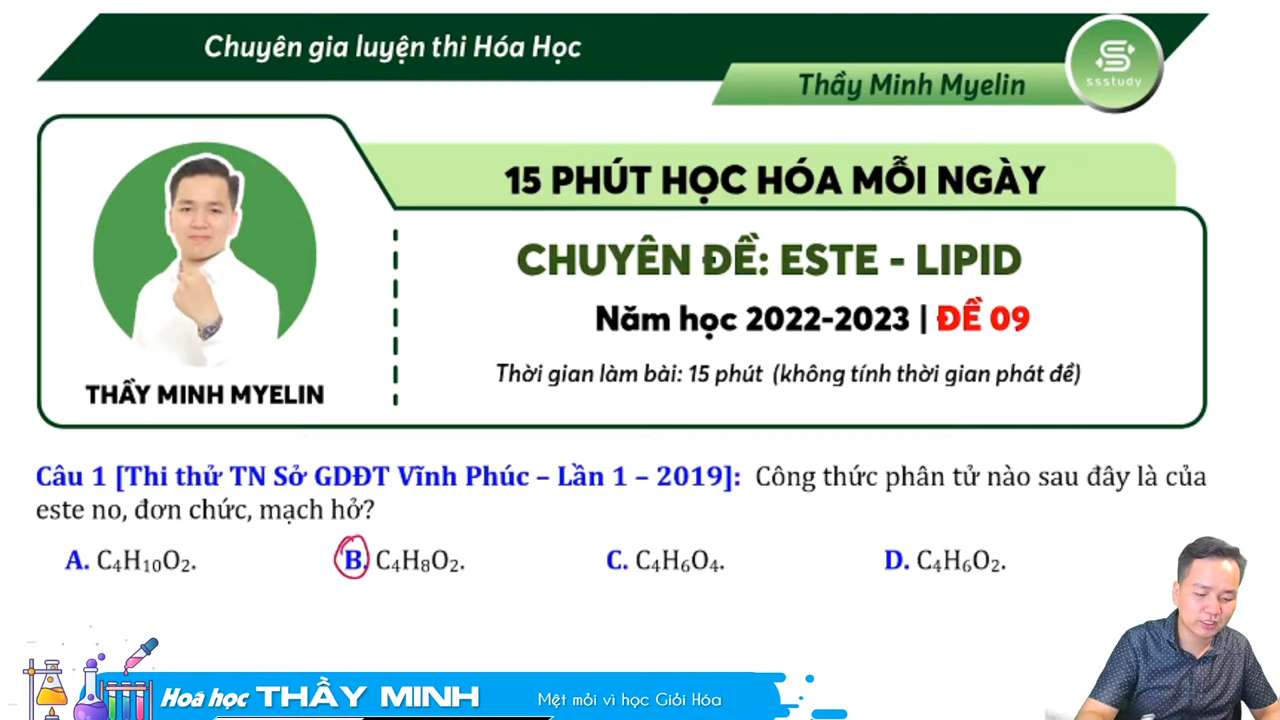 Chuyên gia luyện thi Hóa Học
Thầy Minh Myelin
ssstudy
15 PHÚT HỌC HÓA MỖI NGÀY
CHUYÊN ĐỀ: ESTE - LIPID
Năm học 2022-2023 | ĐỀ 09
Thời gian làm bài: 15 phút (không tính thời gian phát đề)
THẦY MINH MYELIN
Câu 1 [Thi thử TN Sở GDĐT Vĩnh Phúc – Lần 1 – 2019]: Công thức phân tử nào sau đây là của
este no, đơn chức, mạch hở?
A. C₄H₁₀O₂. B. C₄H₈O₂. C. C₄H₆O₄. D. C₄H₆O₂.
Hoá học THẦY MINH Mệt mỏi vì học Giỏi Hóa